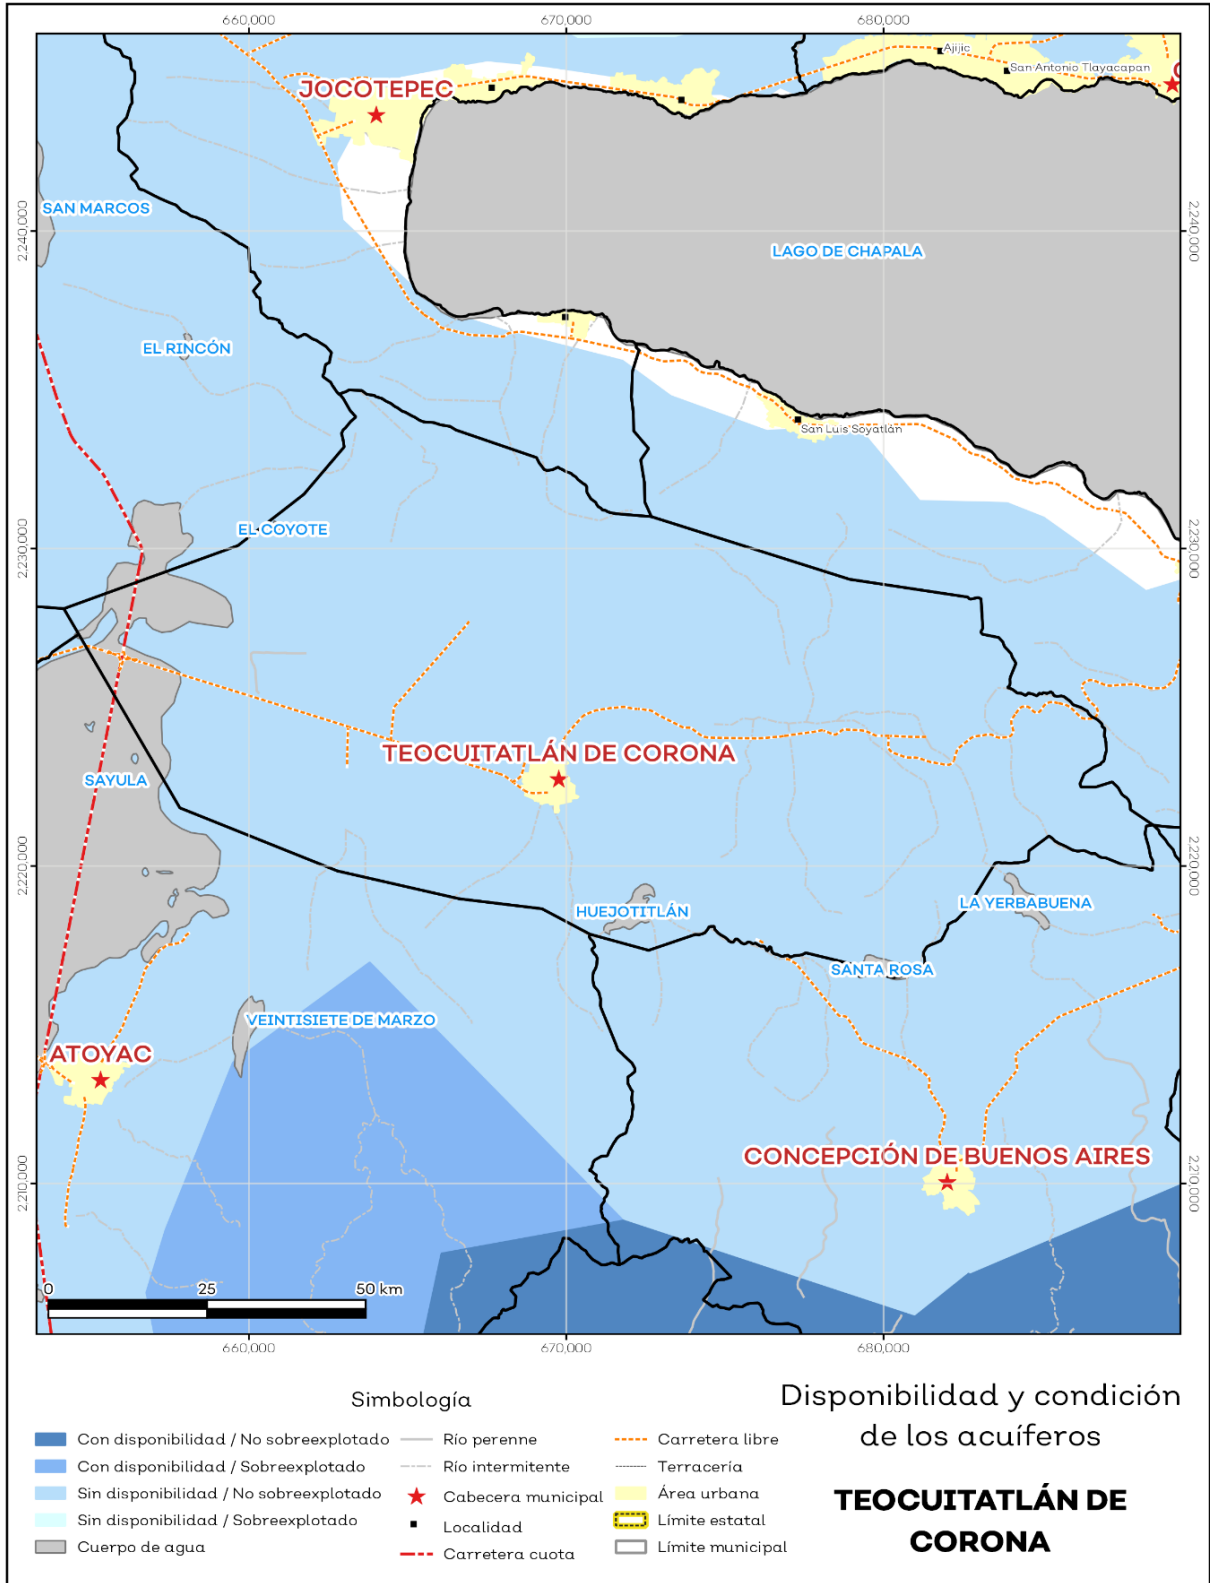 660,000
670,000
680,000
Ajijic
San Antonio Tlayacapan
JOCOTEPEC
C
SAN MARCOS
2,240,000
2,240,000
LAGO DE CHAPALA
EL RINCÓN
San Luis Soyatlán
EL COYOTE
2,230,000
2,230,000
TEOCUITATLÁN DE CORONA
SAYULA
2,220,000
2,220,000
HUEJOTITLÁN
LA YERBABUENA
SANTA ROSA
VEINTISIETE DE MARZO
ATOYAC
CONCEPCIÓN DE BUENOS AIRES
2,210,000
2,210,000
0 25 50 km
660,000
670,000
680,000
Simbología
Con disponibilidad / No sobreexplotado
Con disponibilidad / Sobreexplotado
Sin disponibilidad / No sobreexplotado
Sin disponibilidad / Sobreexplotado
Cuerpo de agua
Río perenne
Río intermitente
Cabecera municipal
Localidad
Carretera cuota
Carretera libre
Terracería
Área urbana
Límite estatal
Límite municipal
Disponibilidad y condición
de los acuíferos
TEOCUITATLÁN DE
CORONA